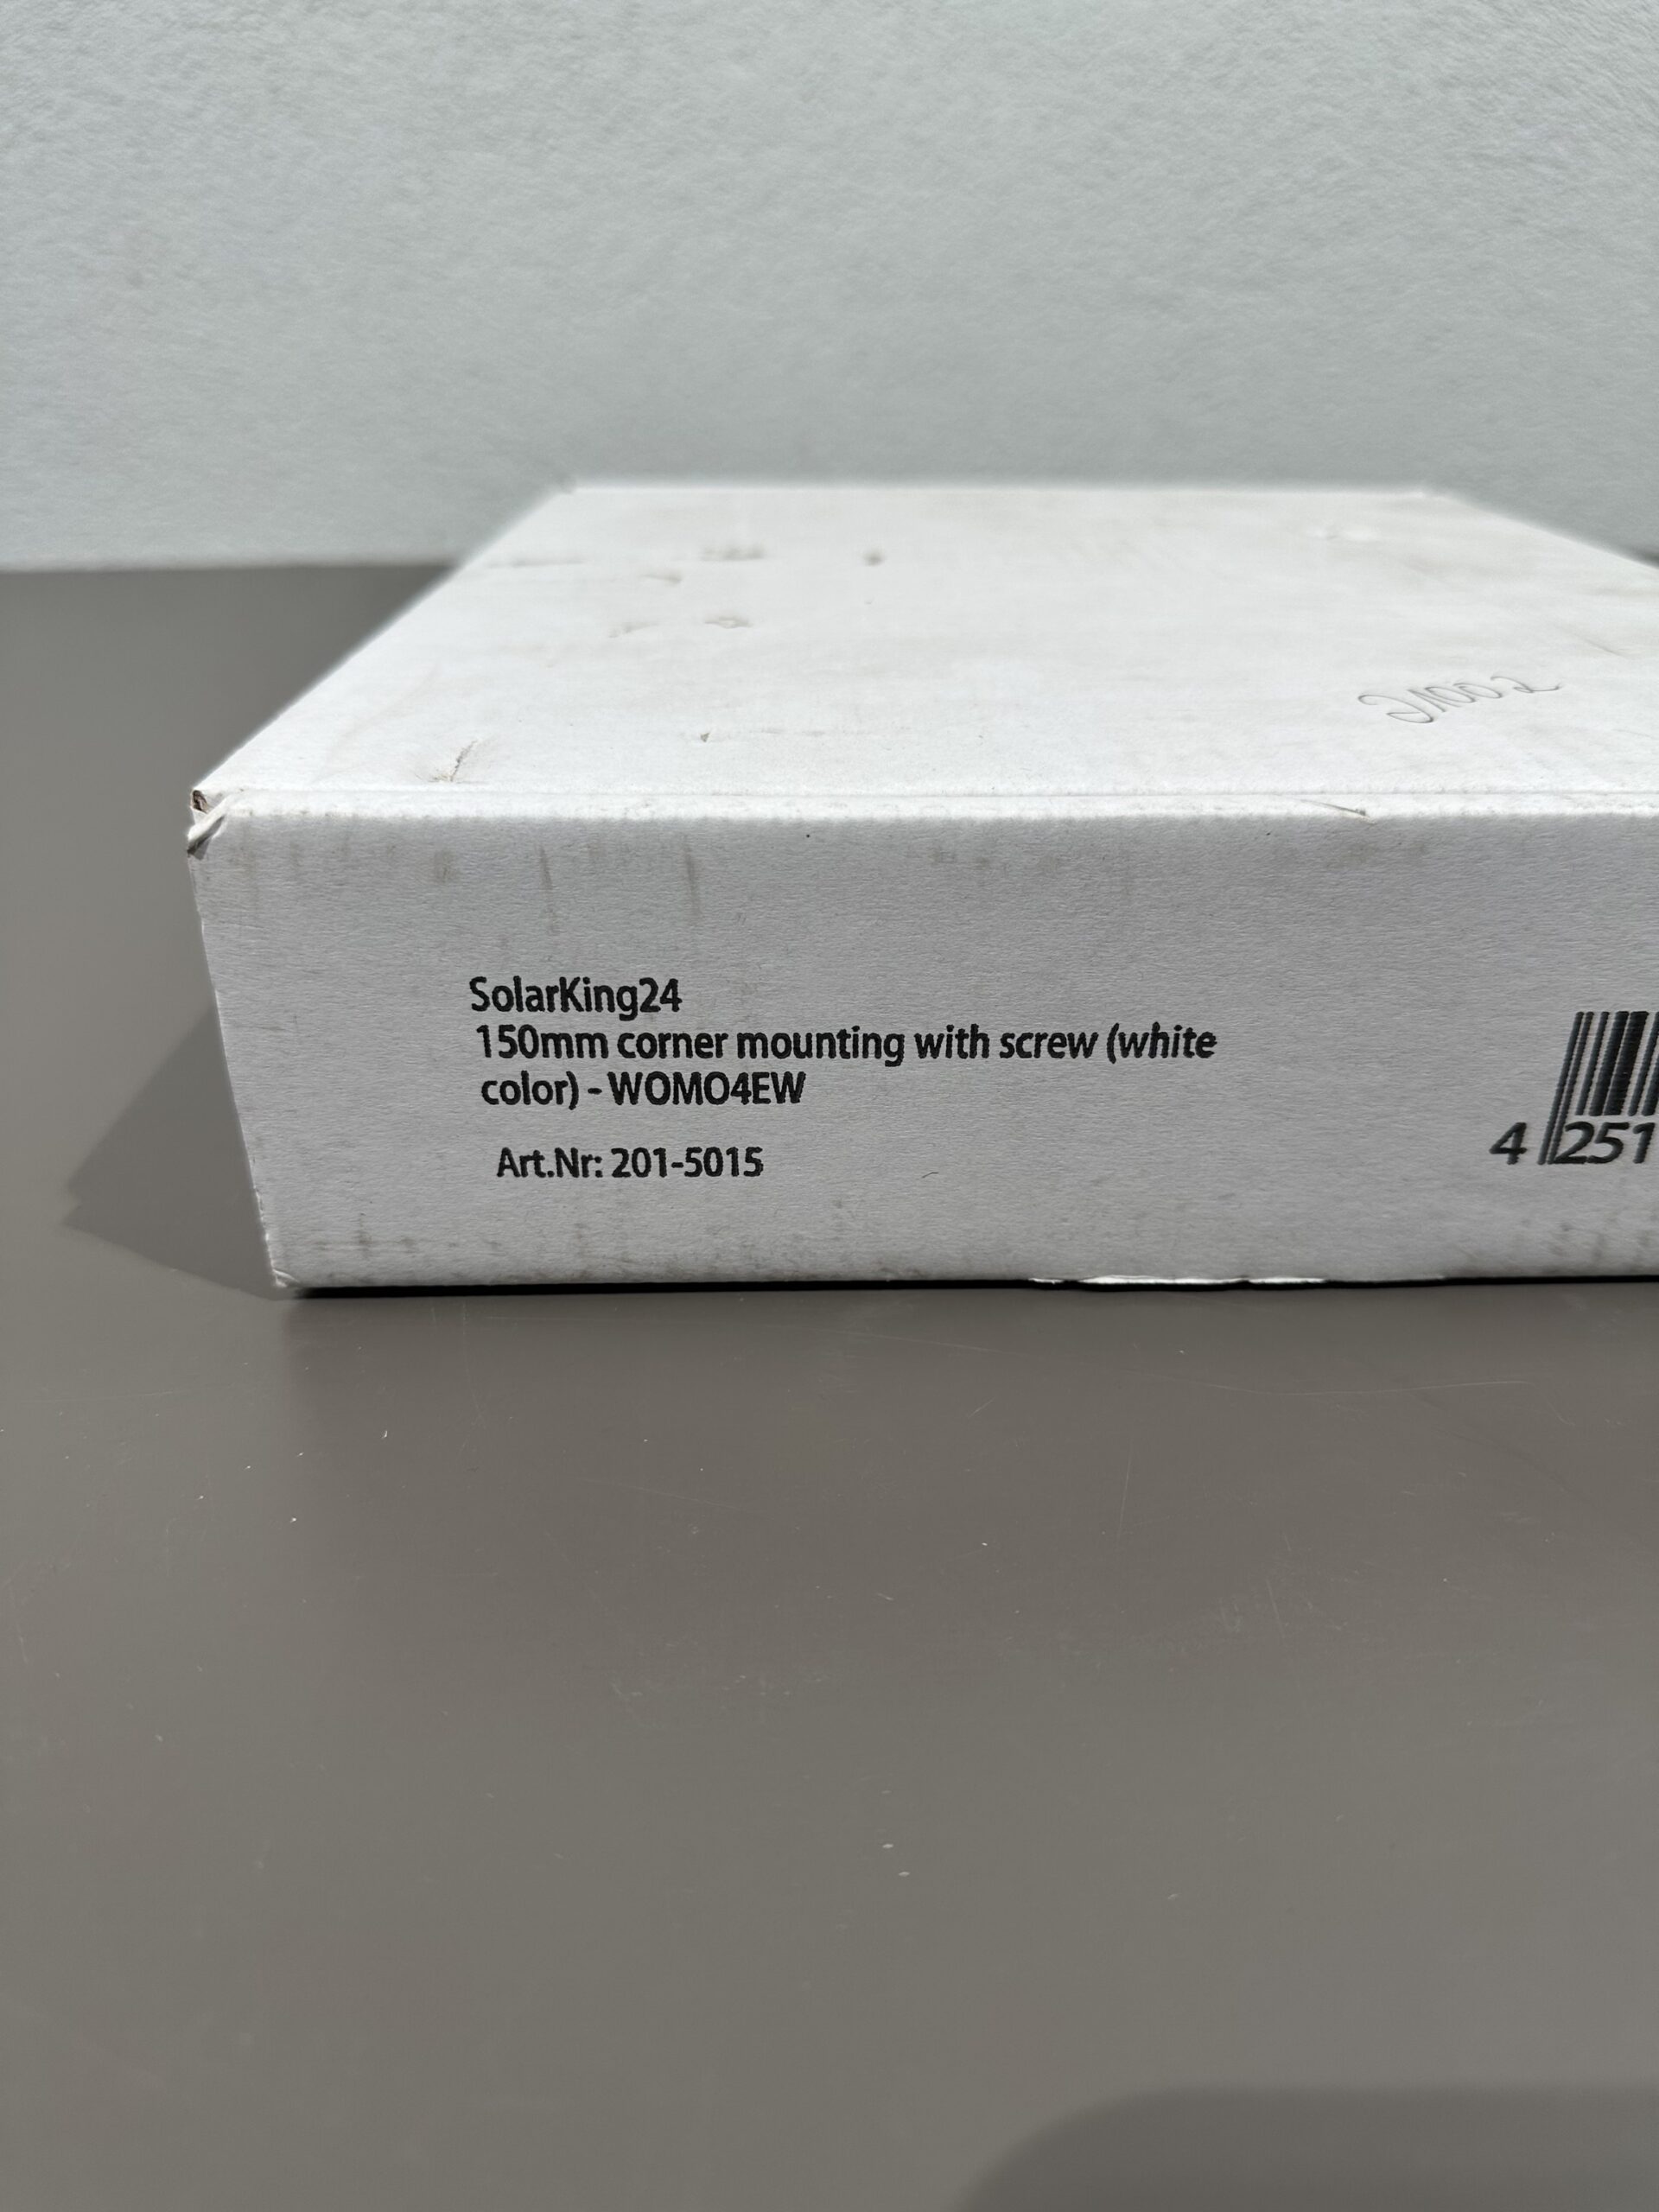 SolarKing24
150mm corner mounting with screw (white
color) - WOMO4EW
Art.Nr: 201-5015
4 251